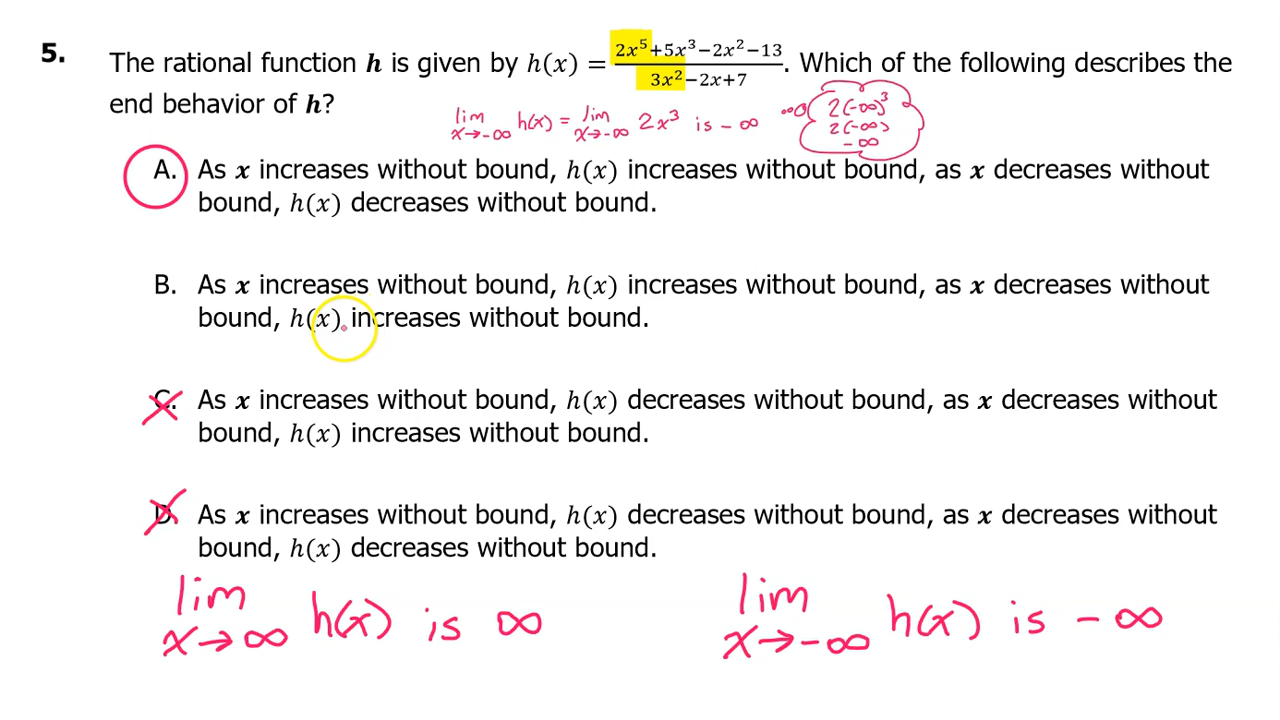 5. The rational function h is given by h(x) = (2x⁵+5x³−2x²−13)/(3x²−2x+7). Which of the following describes the
end behavior of h?
lim x→−∞ h(x) = lim x→−∞ 2x³ is −∞
2(−∞)³
2(−∞)
−∞
A. As x increases without bound, h(x) increases without bound, as x decreases without
bound, h(x) decreases without bound.
B. As x increases without bound, h(x) increases without bound, as x decreases without
bound, h(x) increases without bound.
C. As x increases without bound, h(x) decreases without bound, as x decreases without
bound, h(x) increases without bound.
D. As x increases without bound, h(x) decreases without bound, as x decreases without
bound, h(x) decreases without bound.
lim x→∞ h(x) is ∞
lim x→−∞ h(x) is −∞